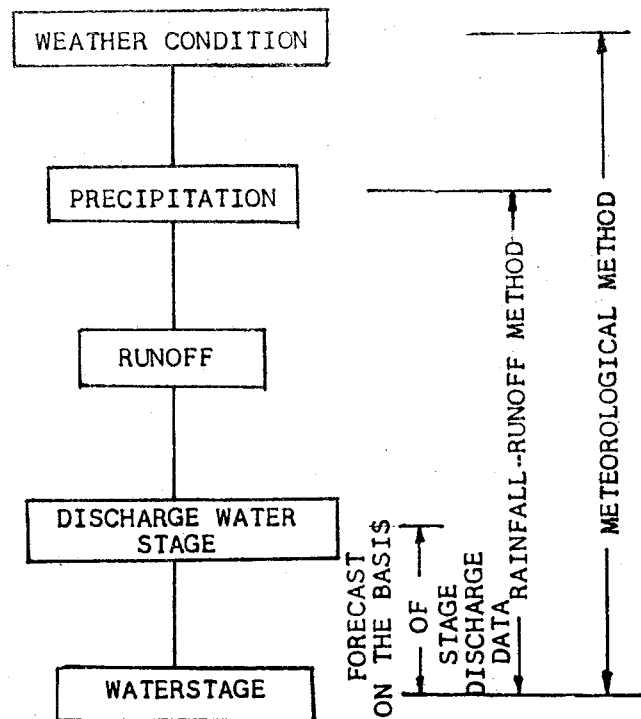 WEATHER CONDITION
PRECIPITATION
RUNOFF
DISCHARGE WATER
STAGE
WATERSTAGE
FORECAST
ON THE BASIS
OF
STAGE
DISCHARGE
DATA
RAINFALL--RUNOFF METHOD
METEOROLOGICAL METHOD